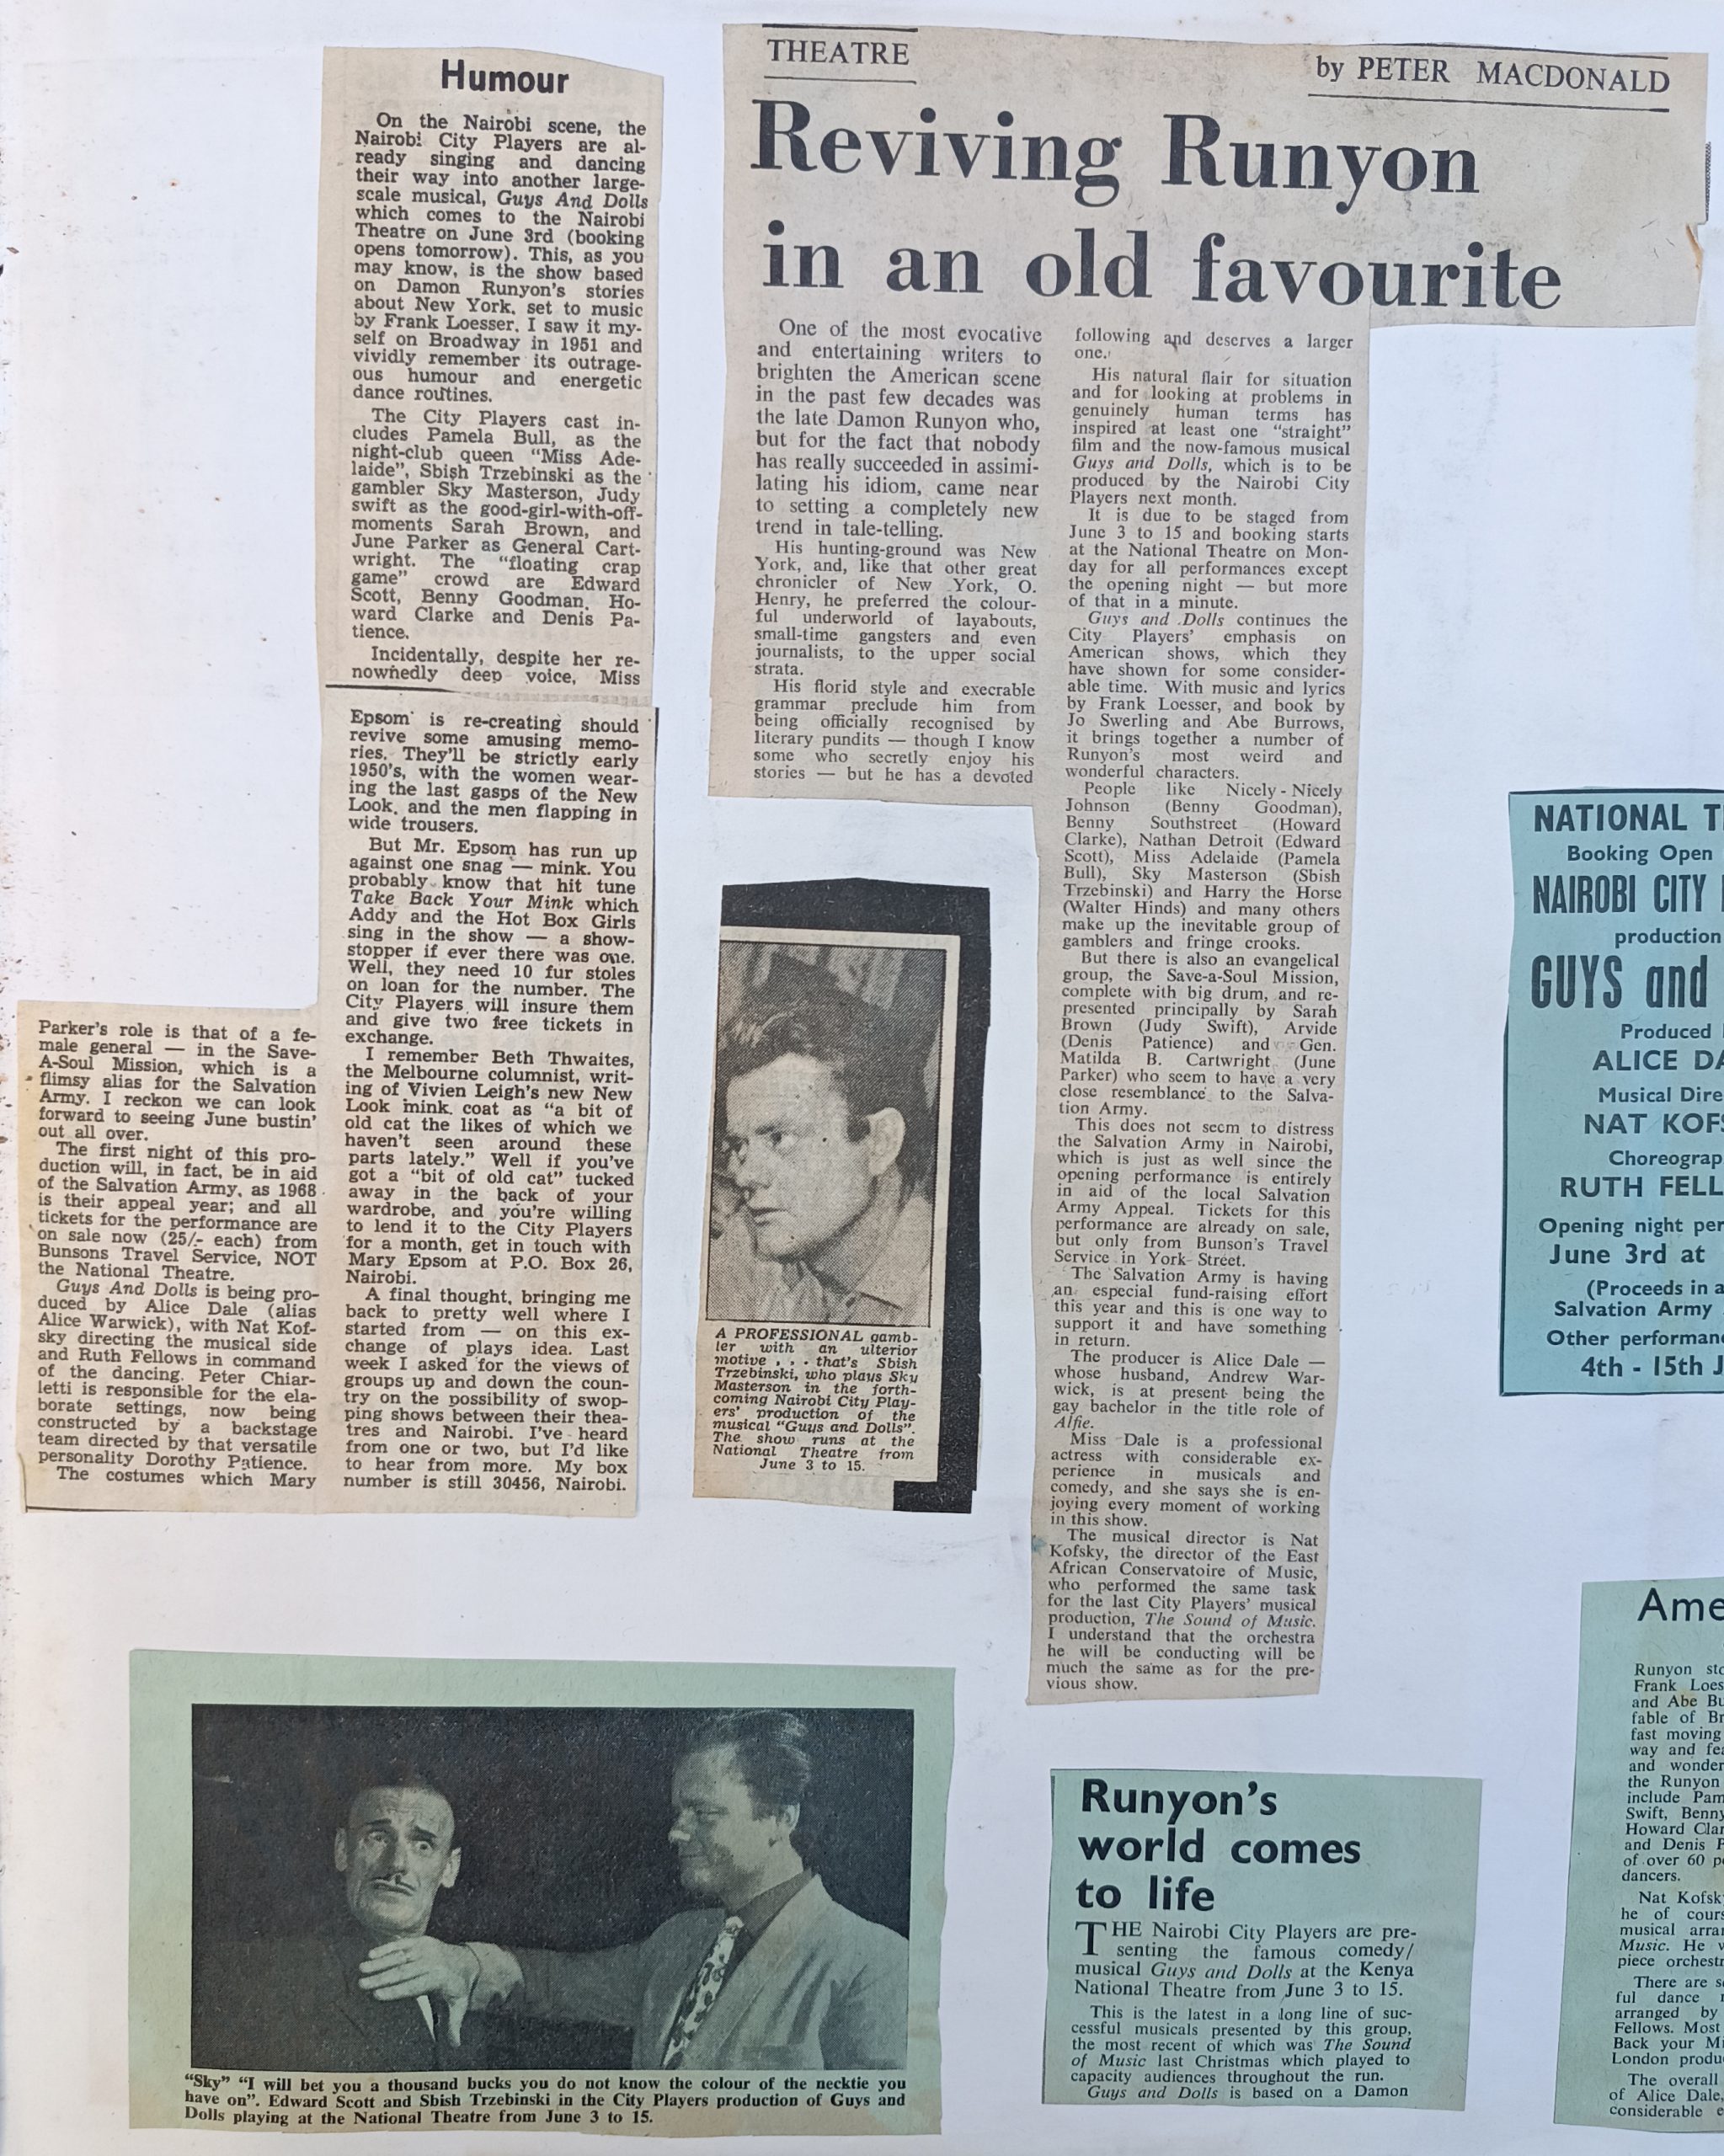 Humour
On the Nairobi scene, the
Nairobi City Players are al-
ready singing and dancing
their way into another large-
scale musical, Guys And Dolls
which comes to the Nairobi
Theatre on June 3rd (booking
opens tomorrow). This, as you
may know, is the show based
on Damon Runyon's stories
about New York, set to music
by Frank Loesser. I saw it my-
self on Broadway in 1951 and
vividly remember its outrage-
ous humour and energetic
dance routines.
The City Players cast in-
cludes Pamela Bull, as the
night-club queen "Miss Ade-
laide", Sbish Trzebinski as the
gambler Sky Masterson, Judy
swift as the good-girl-with-off-
moments Sarah Brown, and
June Parker as General Cart-
wright. The "floating crap
game" crowd are Edward
Scott, Benny Goodman, Ho-
ward Clarke and Denis Pa-
tience.
Incidentally, despite her re-
nownedly deep voice, Miss
Parker's role is that of a fe-
male general — in the Save-
A-Soul Mission, which is a
flimsy alias for the Salvation
Army. I reckon we can look
forward to seeing June bustin'
out all over.
The first night of this pro-
duction will, in fact, be in aid
of the Salvation Army, as 1968
is their appeal year; and all
tickets for the performance are
on sale now (25/- each) from
Bunsons Travel Service, NOT
the National Theatre.
Guys And Dolls is being pro-
duced by Alice Dale (alias
Alice Warwick), with Nat Kof-
sky directing the musical side
and Ruth Fellows in command
of the dancing. Peter Chiar-
letti is responsible for the ela-
borate settings, now being
constructed by a backstage
team directed by that versatile
personality Dorothy Patience.
The costumes which Mary
Epsom is re-creating should
revive some amusing memo-
ries. They'll be strictly early
1950's, with the women wear-
ing the last gasps of the New
Look, and the men flapping in
wide trousers.
But Mr. Epsom has run up
against one snag — mink. You
probably know that hit tune
Take Back Your Mink which
Addy and the Hot Box Girls
sing in the show — a show-
stopper if ever there was one.
Well, they need 10 fur stoles
on loan for the number. The
City Players will insure them
and give two free tickets in
exchange.
I remember Beth Thwaites,
the Melbourne columnist, writ-
ing of Vivien Leigh's new New
Look mink coat as "a bit of
old cat the likes of which we
haven't seen around these
parts lately." Well if you've
got a "bit of old cat" tucked
away in the back of your
wardrobe, and you're willing
to lend it to the City Players
for a month, get in touch with
Mary Epsom at P.O. Box 26,
Nairobi.
A final thought, bringing me
back to pretty well where I
started from — on this ex-
change of plays idea. Last
week I asked for the views of
groups up and down the coun-
try on the possibility of swop-
ping shows between their thea-
tres and Nairobi. I've heard
from one or two, but I'd like
to hear from more. My box
number is still 30456, Nairobi.
THEATRE
by PETER MACDONALD
Reviving Runyon
in an old favourite
One of the most evocative
and entertaining writers to
brighten the American scene
in the past few decades was
the late Damon Runyon who,
but for the fact that nobody
has really succeeded in assimi-
lating his idiom, came near
to setting a completely new
trend in tale-telling.
His hunting-ground was New
York, and, like that other great
chronicler of New York, O.
Henry, he preferred the colour-
ful underworld of layabouts,
small-time gangsters and even
journalists, to the upper social
strata.
His florid style and execrable
grammar preclude him from
being officially recognised by
literary pundits — though I know
some who secretly enjoy his
stories — but he has a devoted
following and deserves a larger
one.
His natural flair for situation
and for looking at problems in
genuinely human terms has
inspired at least one "straight"
film and the now-famous musical
Guys and Dolls, which is to be
produced by the Nairobi City
Players next month.
It is due to be staged from
June 3 to 15 and booking starts
at the National Theatre on Mon-
day for all performances except
the opening night — but more
of that in a minute.
Guys and Dolls continues the
City Players' emphasis on
American shows, which they
have shown for some consider-
able time. With music and lyrics
by Frank Loesser, and book by
Jo Swerling and Abe Burrows,
it brings together a number of
Runyon's most weird and
wonderful characters.
People like Nicely-Nicely
Johnson (Benny Goodman),
Benny Southstreet (Howard
Clarke), Nathan Detroit (Edward
Scott), Miss Adelaide (Pamela
Bull), Sky Masterson (Sbish
Trzebinski) and Harry the Horse
(Walter Hinds) and many others
make up the inevitable group of
gamblers and fringe crooks.
But there is also an evangelical
group, the Save-a-Soul Mission,
complete with big drum, and re-
presented principally by Sarah
Brown (Judy Swift), Arvide
(Denis Patience) and Gen.
Matilda B. Cartwright (June
Parker) who seem to have a very
close resemblance to the Salva-
tion Army.
This does not seem to distress
the Salvation Army in Nairobi,
which is just as well since the
opening performance is entirely
in aid of the local Salvation
Army Appeal. Tickets for this
performance are already on sale,
but only from Bunson's Travel
Service in York Street.
The Salvation Army is having
an especial fund-raising effort
this year and this is one way to
support it and have something
in return.
The producer is Alice Dale —
whose husband, Andrew War-
wick, is at present being the
gay bachelor in the title role of
Alfie.
Miss Dale is a professional
actress with considerable ex-
perience in musicals and
comedy, and she says she is en-
joying every moment of working
in this show.
The musical director is Nat
Kofsky, the director of the East
African Conservatoire of Music,
who performed the same task
for the last City Players' musical
production, The Sound of Music.
I understand that the orchestra
he will be conducting will be
much the same as for the pre-
vious show.
A PROFESSIONAL gamb-
ler with an ulterior
motive . . . that's Sbish
Trzebinski, who plays Sky
Masterson in the forth-
coming Nairobi City Play-
ers' production of the
musical "Guys and Dolls".
The show runs at the
National Theatre from
June 3 to 15.
NATIONAL T
Booking Open
NAIROBI CITY
production
GUYS and
Produced
ALICE DA
Musical Dire
NAT KOFS
Choreograp
RUTH FELL
Opening night per
June 3rd at
(Proceeds in a
Salvation Army
Other performan
4th - 15th J
"Sky" "I will bet you a thousand bucks you do not know the colour of the necktie you
have on". Edward Scott and Sbish Trzebinski in the City Players production of Guys and
Dolls playing at the National Theatre from June 3 to 15.
Runyon's
world comes
to life
THE Nairobi City Players are pre-
senting the famous comedy/
musical Guys and Dolls at the Kenya
National Theatre from June 3 to 15.
This is the latest in a long line of suc-
cessful musicals presented by this group,
the most recent of which was The Sound
of Music last Christmas which played to
capacity audiences throughout the run.
Guys and Dolls is based on a Damon
Ame
Runyon sto
Frank Loes
and Abe Bu
fable of Br
fast moving
way and fea
and wonder
the Runyon
include Pam
Swift, Benny
Howard Clar
and Denis P
of over 60 pe
dancers.
Nat Kofsk
he of cours
musical arra
Music. He w
piece orchest
There are s
ful dance
arranged by
Fellows. Most
Back your Mi
London produ
The overall
of Alice Dale,
considerable e